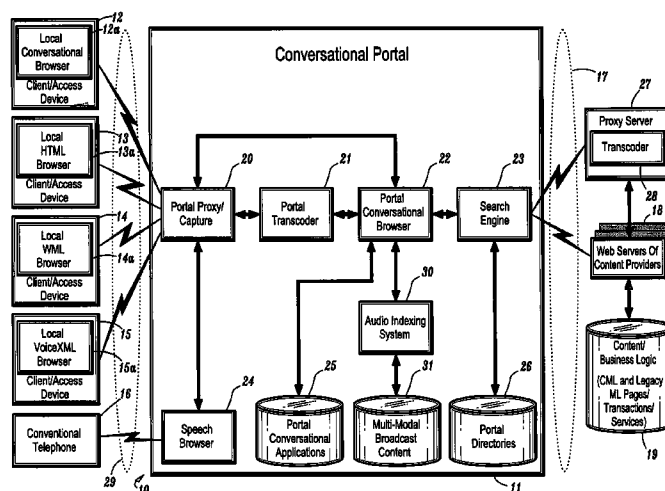 12
12a
Local
Conversational
Browser
Client/Access
Device
13
Local
HTML
Browser
13a
Client/Access
Device
14
Local
WML
Browser
14a
Client/Access
Device
15
Local
VoiceXML
Browser
15a
Client/Access
Device
16
Conventional
Telephone
29
10
Conversational Portal
20
Portal Proxy/
Capture
21
Portal
Transcoder
22
Portal
Conversational
Browser
23
Search
Engine
30
Audio Indexing
System
24
Speech
Browser
25
Portal
Conversational
Applications
31
Multi-Modal
Broadcast
Content
26
Portal
Directories
11
17
27
Proxy Server
Transcoder
28
18
Web Servers Of
Content Providers
Content/
Business Logic
(CML and Legacy
ML Pages/
Transactions/
Services)
19